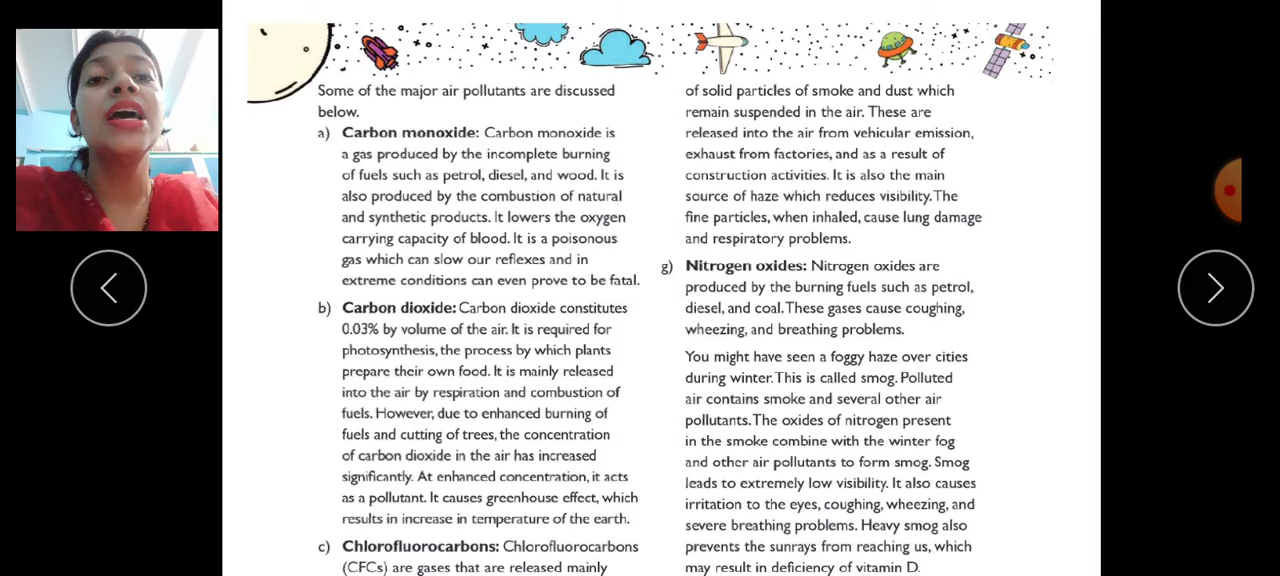 Some of the major air pollutants are discussed
below.
a) Carbon monoxide: Carbon monoxide is
a gas produced by the incomplete burning
of fuels such as petrol, diesel, and wood. It is
also produced by the combustion of natural
and synthetic products. It lowers the oxygen
carrying capacity of blood. It is a poisonous
gas which can slow our reflexes and in
extreme conditions can even prove to be fatal.
b) Carbon dioxide: Carbon dioxide constitutes
0.03% by volume of the air. It is required for
photosynthesis, the process by which plants
prepare their own food. It is mainly released
into the air by respiration and combustion of
fuels. However, due to enhanced burning of
fuels and cutting of trees, the concentration
of carbon dioxide in the air has increased
significantly. At enhanced concentration, it acts
as a pollutant. It causes greenhouse effect, which
results in increase in temperature of the earth.
c) Chlorofluorocarbons: Chlorofluorocarbons
(CFCs) are gases that are released mainly
of solid particles of smoke and dust which
remain suspended in the air. These are
released into the air from vehicular emission,
exhaust from factories, and as a result of
construction activities. It is also the main
source of haze which reduces visibility. The
fine particles, when inhaled, cause lung damage
and respiratory problems.
g) Nitrogen oxides: Nitrogen oxides are
produced by the burning fuels such as petrol,
diesel, and coal. These gases cause coughing,
wheezing, and breathing problems.
You might have seen a foggy haze over cities
during winter. This is called smog. Polluted
air contains smoke and several other air
pollutants. The oxides of nitrogen present
in the smoke combine with the winter fog
and other air pollutants to form smog. Smog
leads to extremely low visibility. It also causes
irritation to the eyes, coughing, wheezing, and
severe breathing problems. Heavy smog also
prevents the sunrays from reaching us, which
may result in deficiency of vitamin D.